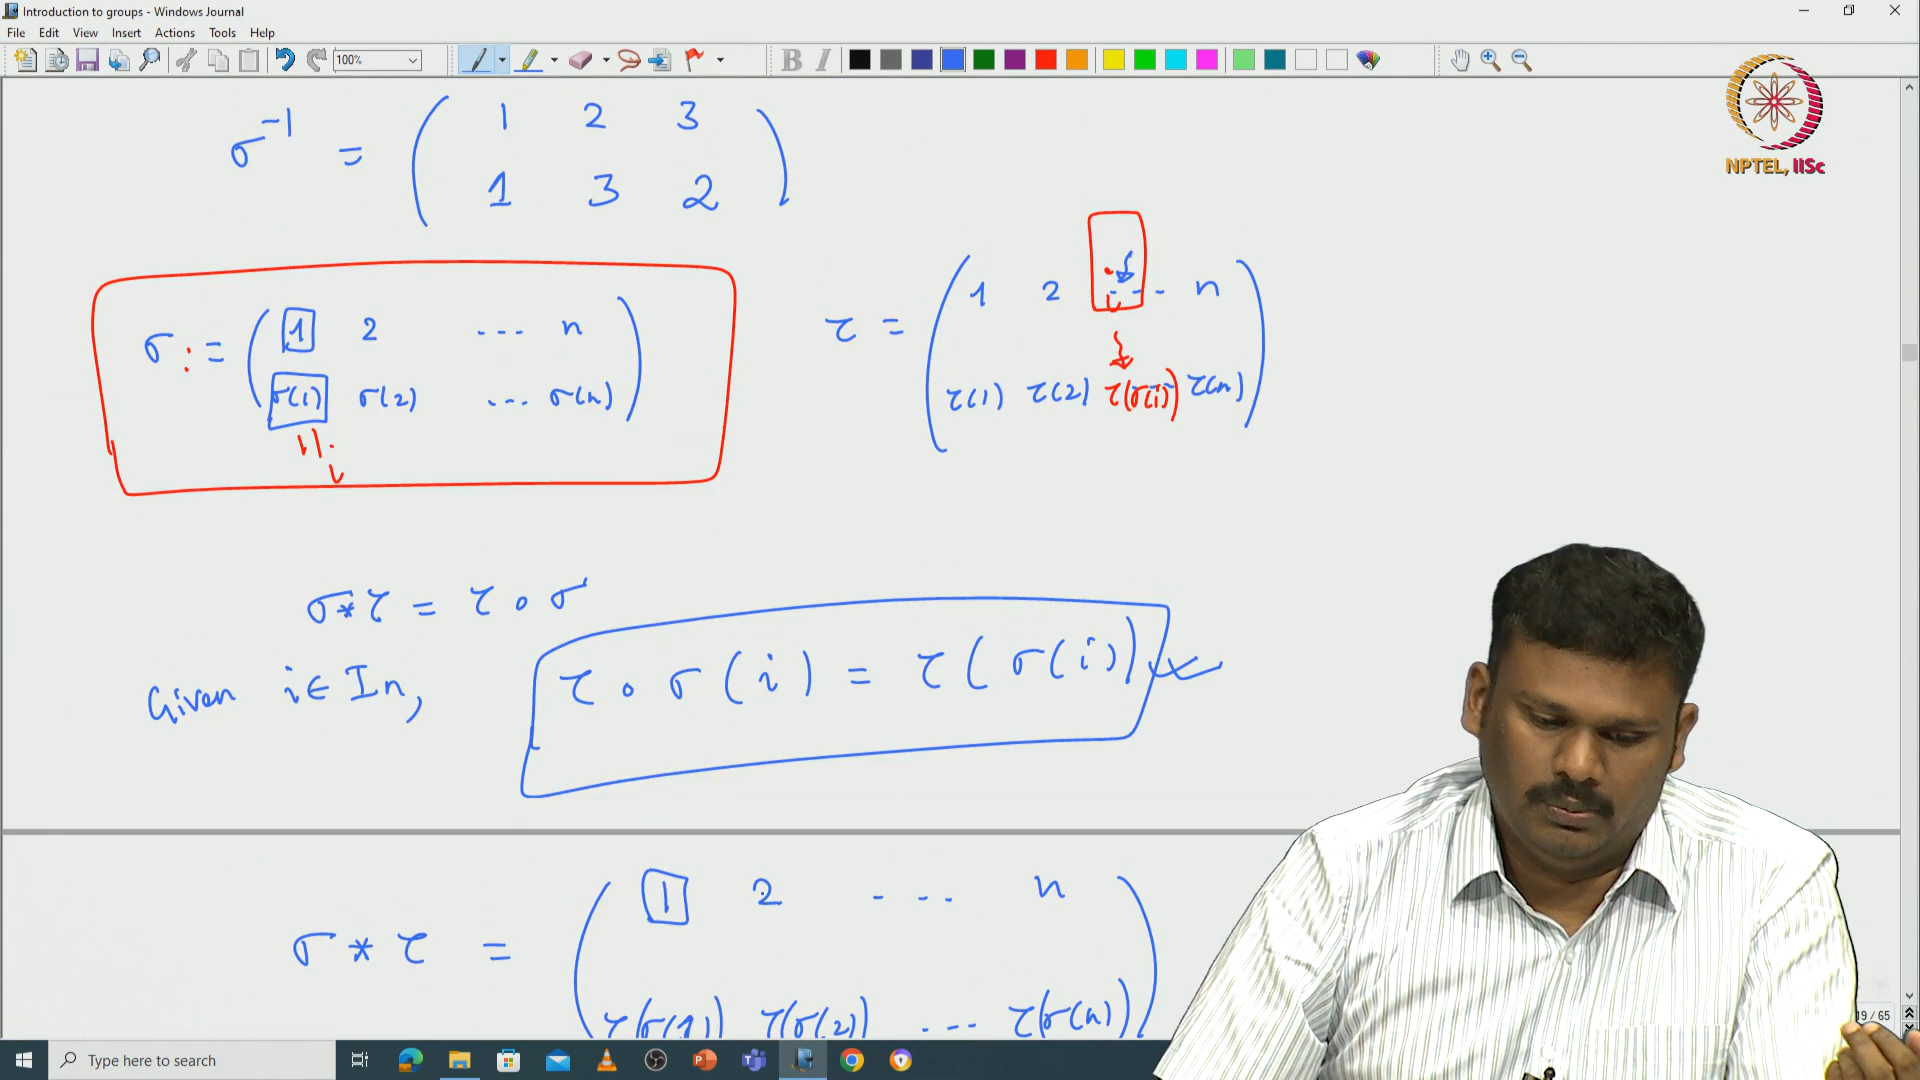 Introduction to groups - Windows Journal
File Edit View Insert Actions Tools Help
100%
B I
NPTEL, IISc
σ⁻¹ = ( 1 2 3
1 3 2 )
σ := ( 1 2 ... n
σ(1) σ(2) ... σ(n) )
i
τ = ( 1 2 i - - n
τ(1) τ(2) τ(σ(i)) τ(n) )
σ*τ = τ∘σ
Given i ∈ In, τ∘σ(i) = τ(σ(i))
σ * τ = ( 1 2 - - - n
τ(σ(1)) τ(σ(2)) ... τ(σ(n)) )
19 / 65
Type here to search